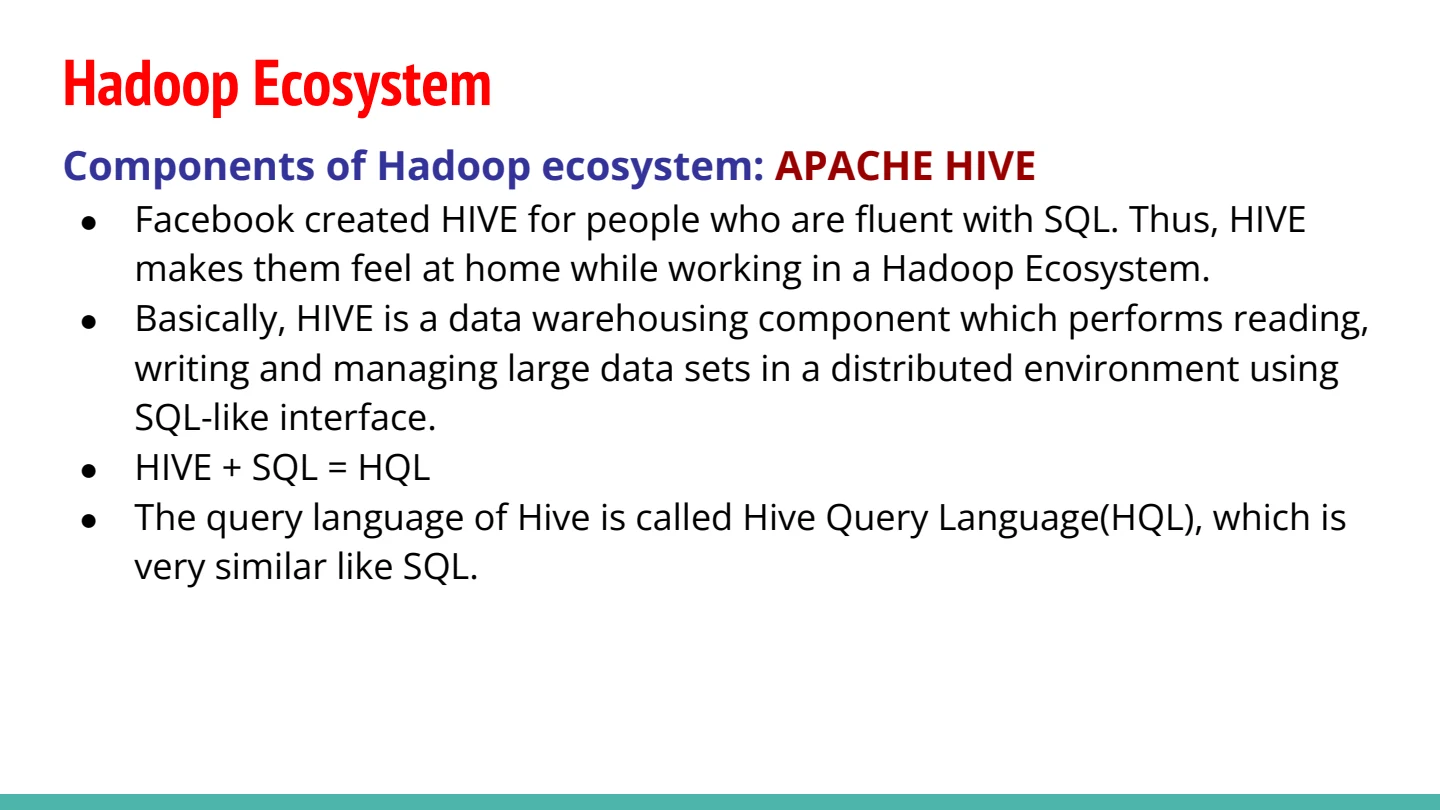 Hadoop Ecosystem
Components of Hadoop ecosystem: APACHE HIVE
● Facebook created HIVE for people who are fluent with SQL. Thus, HIVE
makes them feel at home while working in a Hadoop Ecosystem.
● Basically, HIVE is a data warehousing component which performs reading,
writing and managing large data sets in a distributed environment using
SQL-like interface.
● HIVE + SQL = HQL
● The query language of Hive is called Hive Query Language(HQL), which is
very similar like SQL.